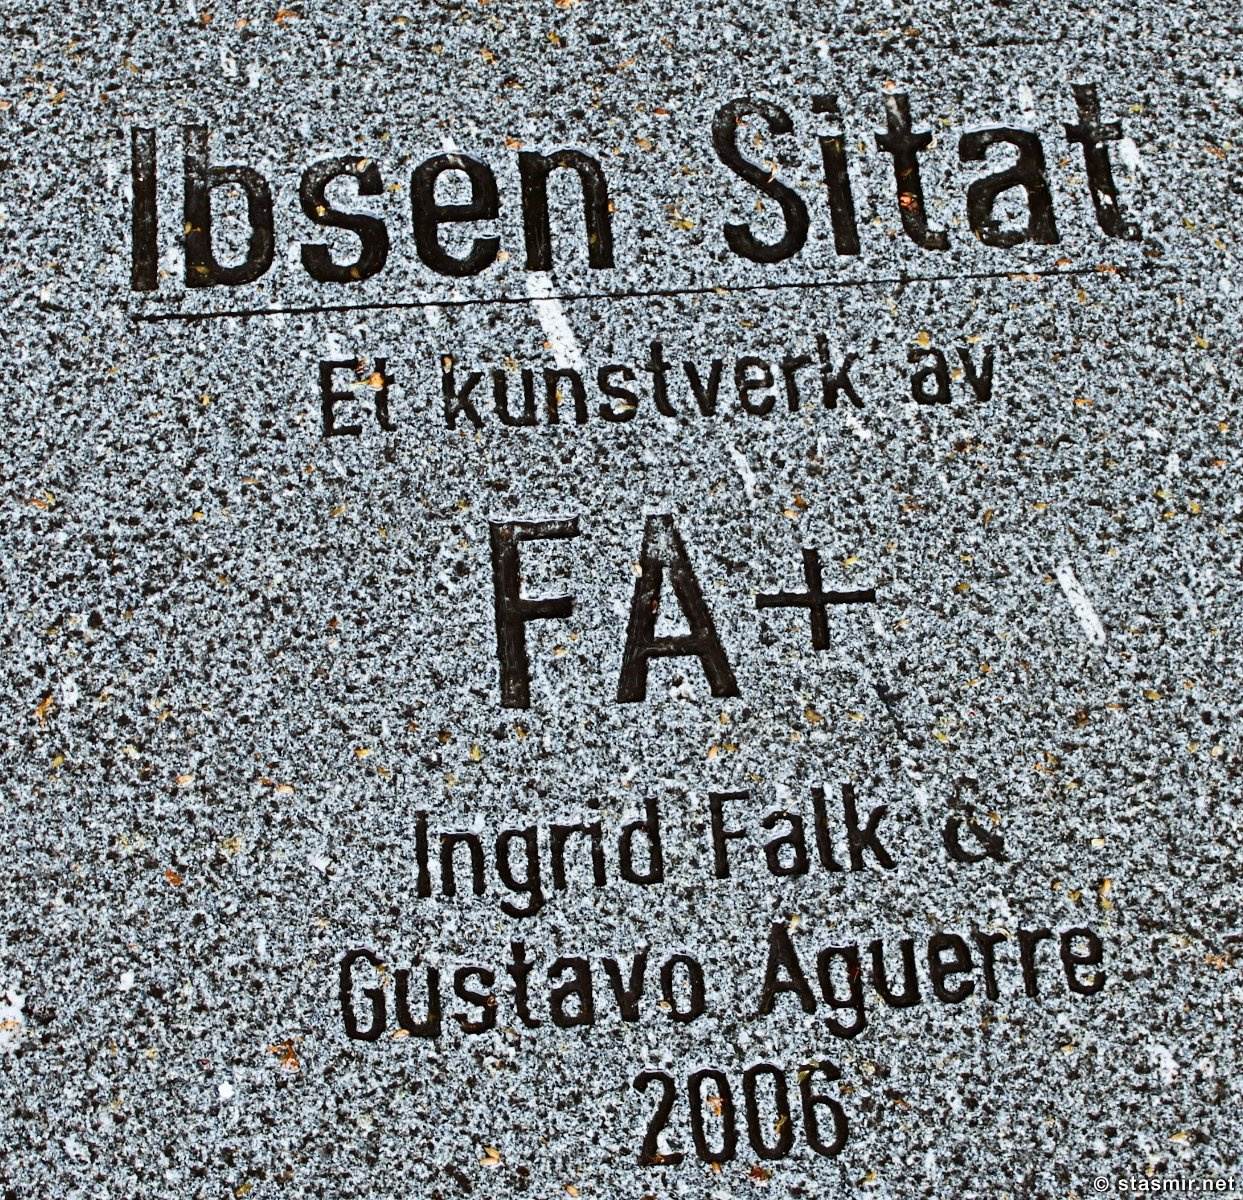 Ibsen Sitat
Et kunstverk av
FA+
Ingrid Falk &
Gustavo Aguerre
2006
© stasmir.net